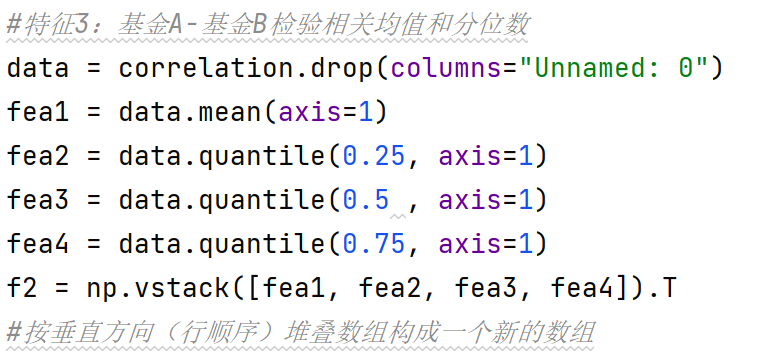 #特征3：基金A-基金B检验相关均值和分位数
data = correlation.drop(columns="Unnamed: 0")
fea1 = data.mean(axis=1)
fea2 = data.quantile(0.25, axis=1)
fea3 = data.quantile(0.5 , axis=1)
fea4 = data.quantile(0.75, axis=1)
f2 = np.vstack([fea1, fea2, fea3, fea4]).T
#按垂直方向（行顺序）堆叠数组构成一个新的数组